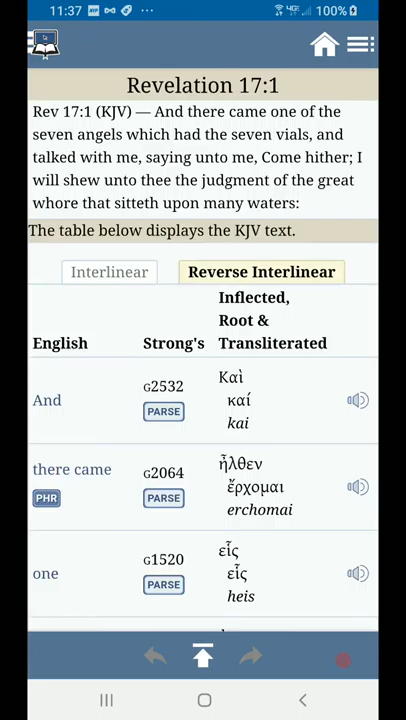 11:37
100%
Revelation 17:1
Rev 17:1 (KJV) — And there came one of the
seven angels which had the seven vials, and
talked with me, saying unto me, Come hither; I
will shew unto thee the judgment of the great
whore that sitteth upon many waters:
The table below displays the KJV text.
Interlinear
Reverse Interlinear
English
Strong's
Inflected,
Root &
Transliterated
And
G2532
PARSE
Καὶ
καί
kai
there came
PHR
G2064
PARSE
ἦλθεν
ἔρχομαι
erchomai
one
G1520
PARSE
εἷς
εἷς
heis